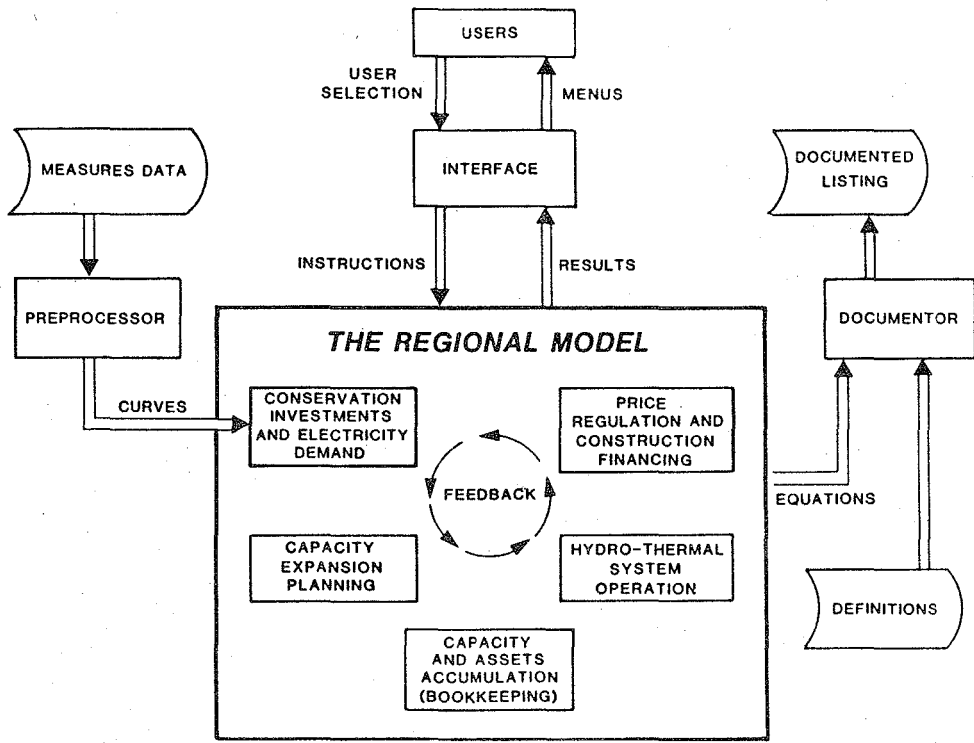 USERS
USER
SELECTION
MENUS
MEASURES DATA
INTERFACE
DOCUMENTED
LISTING
INSTRUCTIONS
RESULTS
PREPROCESSOR
DOCUMENTOR
THE REGIONAL MODEL
CURVES
CONSERVATION
INVESTMENTS
AND ELECTRICITY
DEMAND
PRICE
REGULATION AND
CONSTRUCTION
FINANCING
FEEDBACK
EQUATIONS
CAPACITY
EXPANSION
PLANNING
HYDRO-THERMAL
SYSTEM
OPERATION
DEFINITIONS
CAPACITY
AND ASSETS
ACCUMULATION
(BOOKKEEPING)